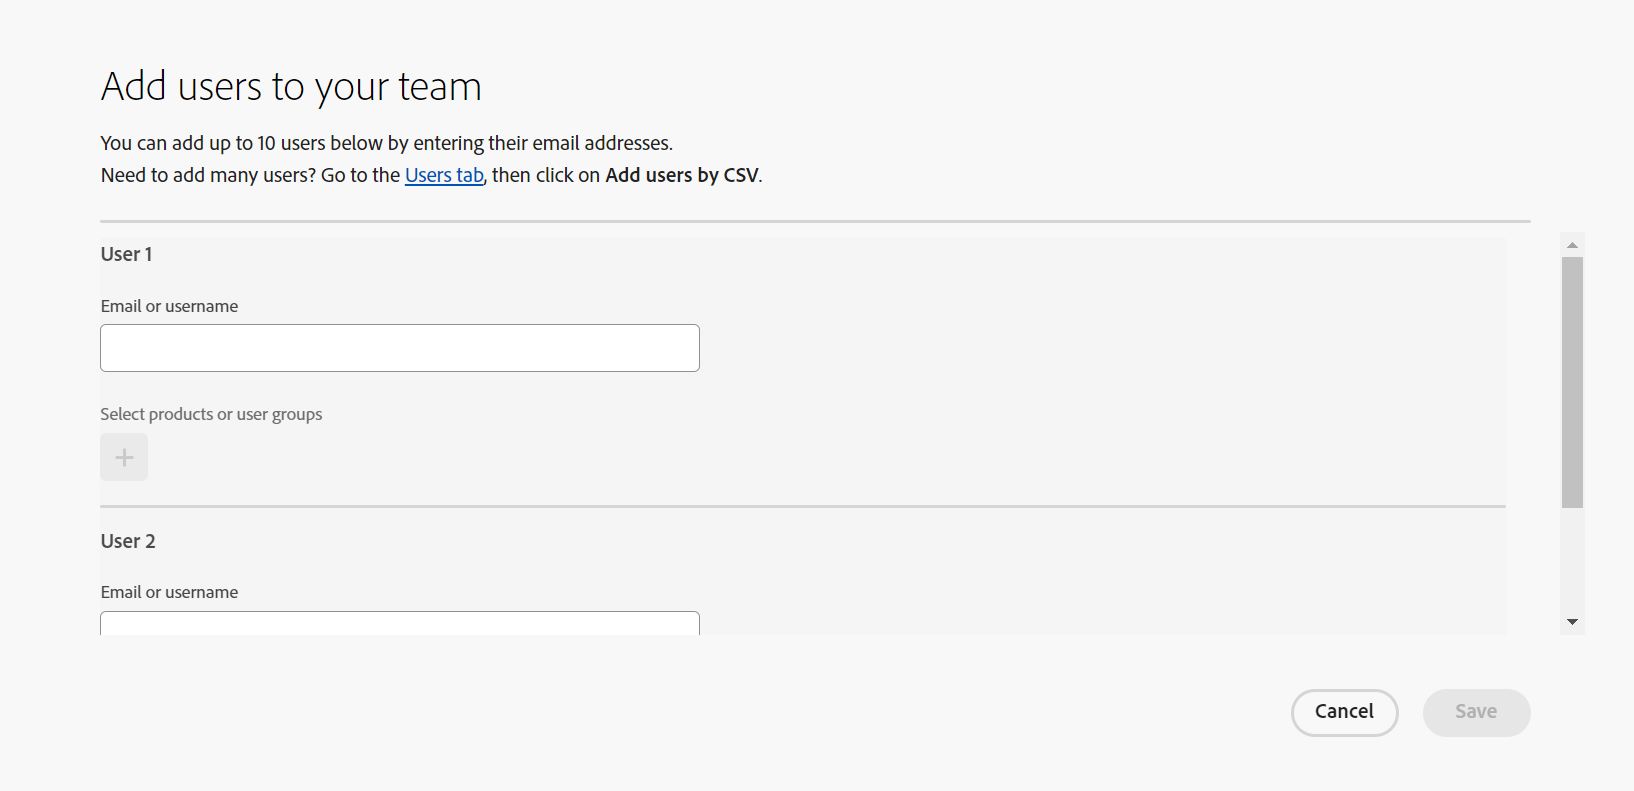 Add users to your team
You can add up to 10 users below by entering their email addresses.
Need to add many users? Go to the Users tab, then click on Add users by CSV.
User 1
Email or username
Select products or user groups
User 2
Email or username
Cancel
Save